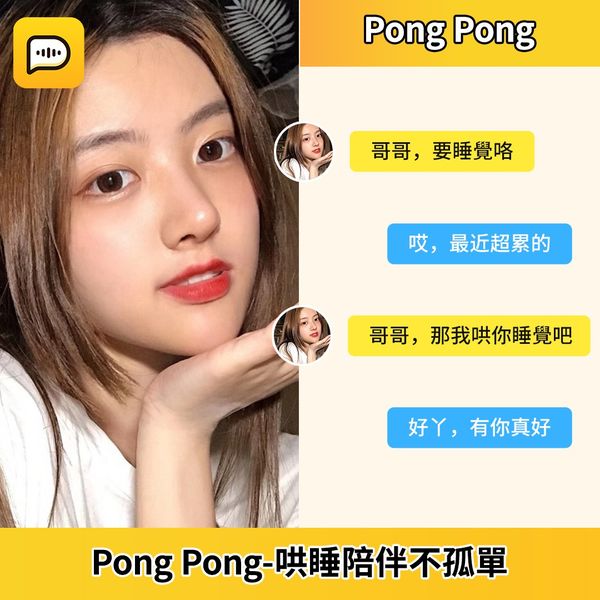 Pong Pong
哥哥，要睡覺咯
哎，最近超累的
哥哥，那我哄你睡覺吧
好丫，有你真好
Pong Pong-哄睡陪伴不孤單